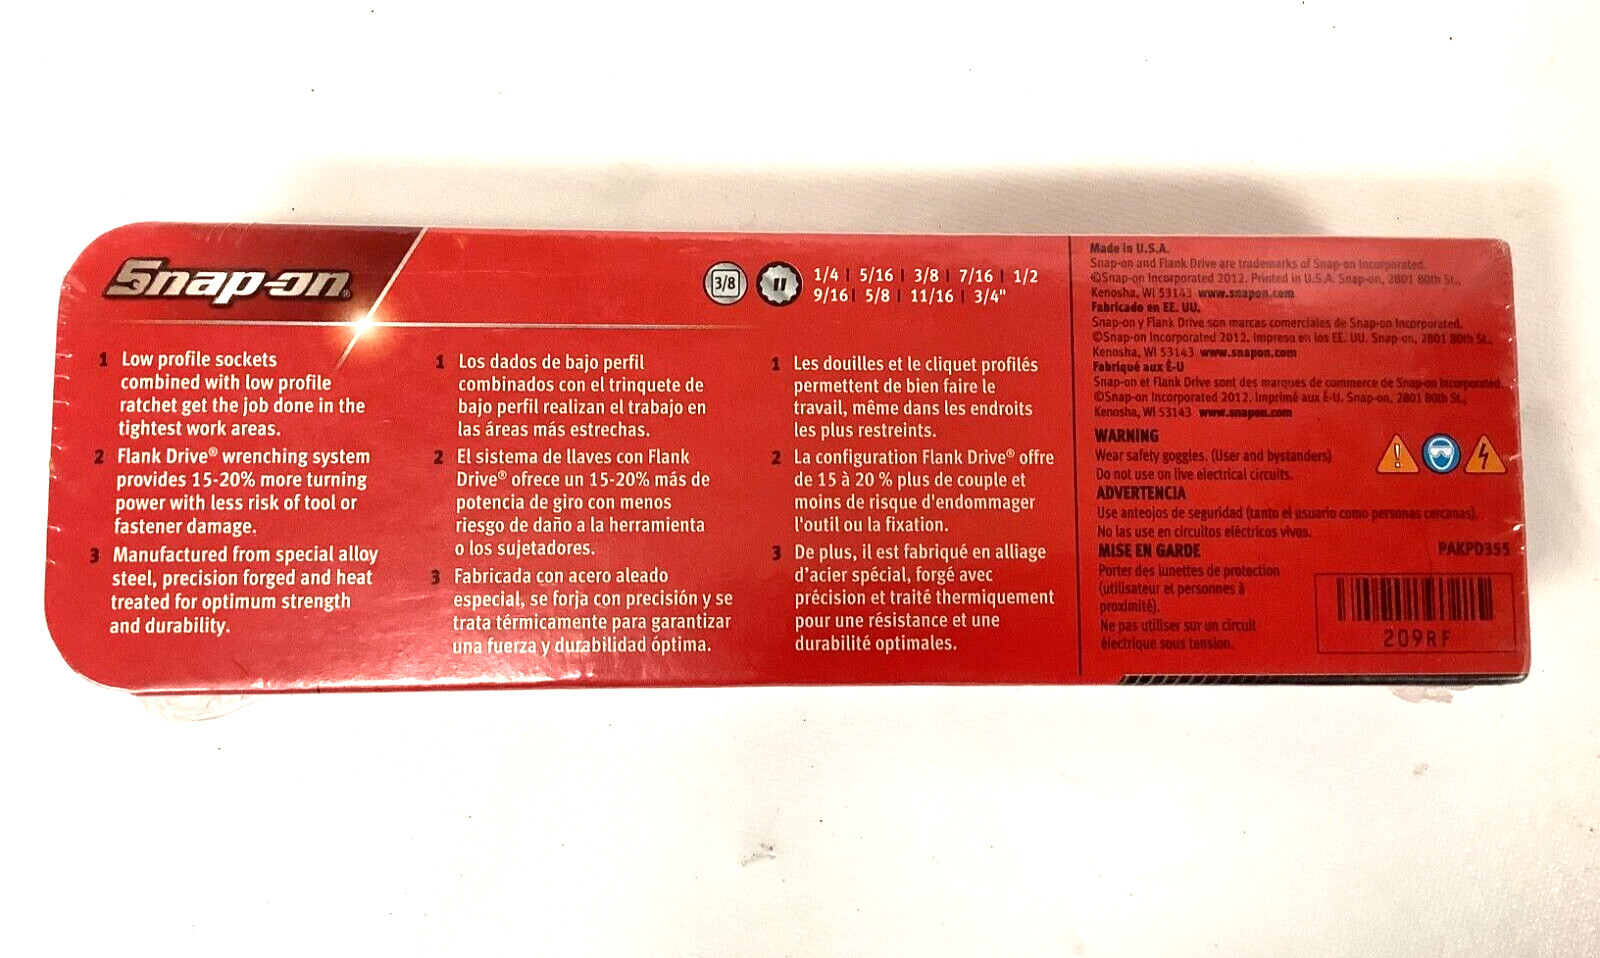 Snap-on®
3/8
1/4 | 5/16 | 3/8 | 7/16 | 1/2
9/16 | 5/8 | 11/16 | 3/4"
1 Low profile sockets
combined with low profile
ratchet get the job done in the
tightest work areas.
2 Flank Drive® wrenching system
provides 15-20% more turning
power with less risk of tool or
fastener damage.
3 Manufactured from special alloy
steel, precision forged and heat
treated for optimum strength
and durability.
1 Los dados de bajo perfil
combinados con el trinquete de
bajo perfil realizan el trabajo en
las áreas más estrechas.
2 El sistema de llaves con Flank
Drive® ofrece un 15-20% más de
potencia de giro con menos
riesgo de daño a la herramienta
o los sujetadores.
3 Fabricada con acero aleado
especial, se forja con precisión y se
trata térmicamente para garantizar
una fuerza y durabilidad óptima.
1 Les douilles et le cliquet profilés
permettent de bien faire le
travail, même dans les endroits
les plus restreints.
2 La configuration Flank Drive® offre
de 15 à 20 % plus de couple et
moins de risque d'endommager
l'outil ou la fixation.
3 De plus, il est fabriqué en alliage
d'acier spécial, forgé avec
précision et traité thermiquement
pour une résistance et une
durabilité optimales.
Made in U.S.A.
Snap-on and Flank Drive are trademarks of Snap-on Incorporated.
©Snap-on Incorporated 2012. Printed in U.S.A. Snap-on, 2801 80th St.,
Kenosha, WI 53143 www.snapon.com
Fabricado en EE. UU.
Snap-on y Flank Drive son marcas comerciales de Snap-on Incorporated.
©Snap-on Incorporated 2012. Impreso en los EE. UU. Snap-on, 2801 80th St.,
Kenosha, WI 53143 www.snapon.com
Fabriqué aux É-U
Snap-on et Flank Drive sont des marques de commerce de Snap-on Incorporated.
©Snap-on Incorporated 2012. Imprimé aux É-U. Snap-on, 2801 80th St.,
Kenosha, WI 53143 www.snapon.com
WARNING
Wear safety goggles. (User and bystanders)
Do not use on live electrical circuits.
ADVERTENCIA
Use anteojos de seguridad (tanto el usuario como personas cercanas).
No las use en circuitos eléctricos vivos.
MISE EN GARDE
Porter des lunettes de protection
(utilisateur et personnes à
proximité).
Ne pas utiliser sur un circuit
électrique sous tension.
PAKPD355
209RF